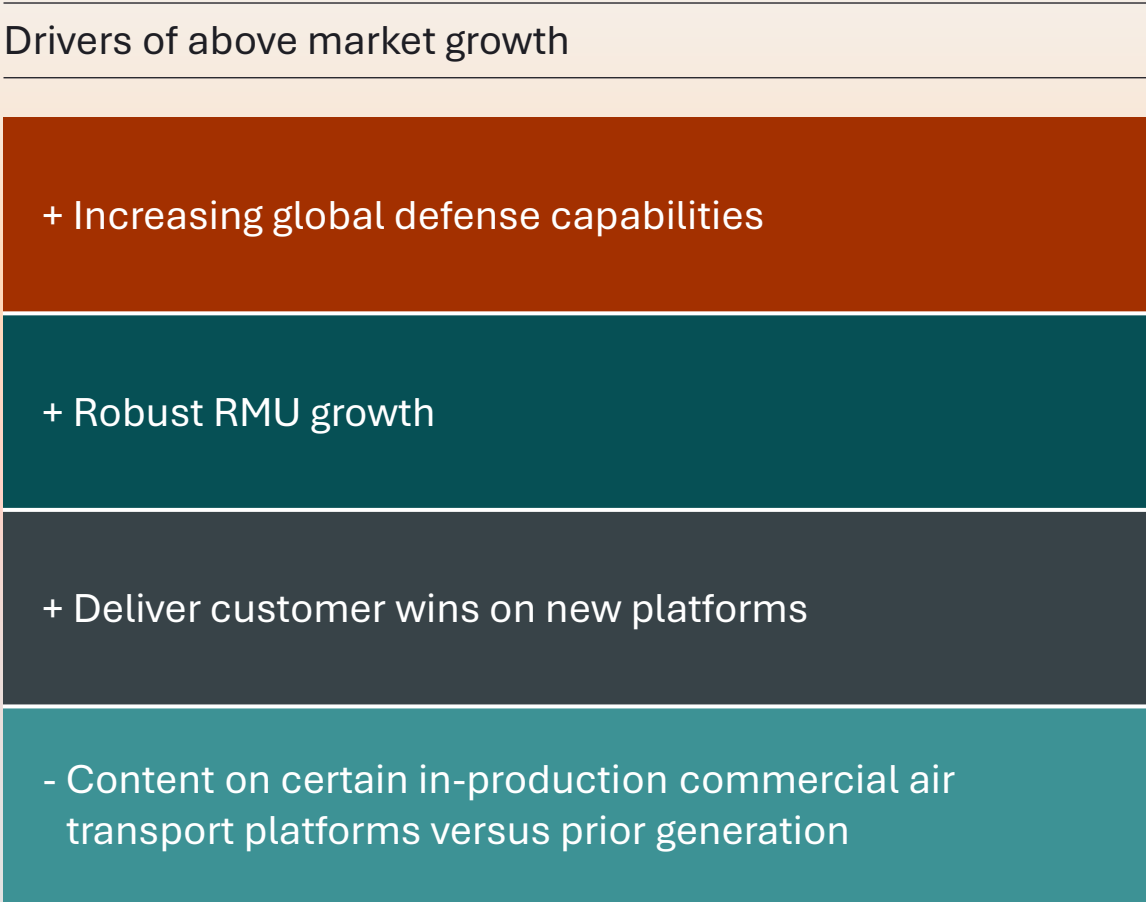 Drivers of above market growth
+ Increasing global defense capabilities
+ Robust RMU growth
+ Deliver customer wins on new platforms
- Content on certain in-production commercial air
transport platforms versus prior generation